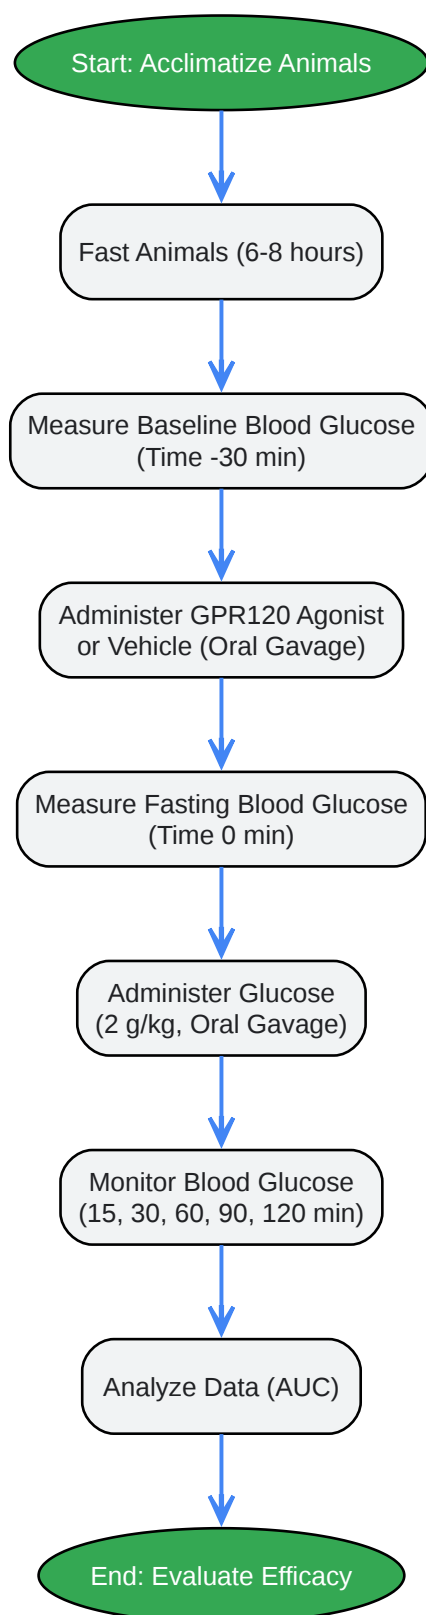 Start: Acclimatize Animals
Fast Animals (6-8 hours)
Measure Baseline Blood Glucose
(Time -30 min)
Administer GPR120 Agonist
or Vehicle (Oral Gavage)
Measure Fasting Blood Glucose
(Time 0 min)
Administer Glucose
(2 g/kg, Oral Gavage)
Monitor Blood Glucose
(15, 30, 60, 90, 120 min)
Analyze Data (AUC)
End: Evaluate Efficacy